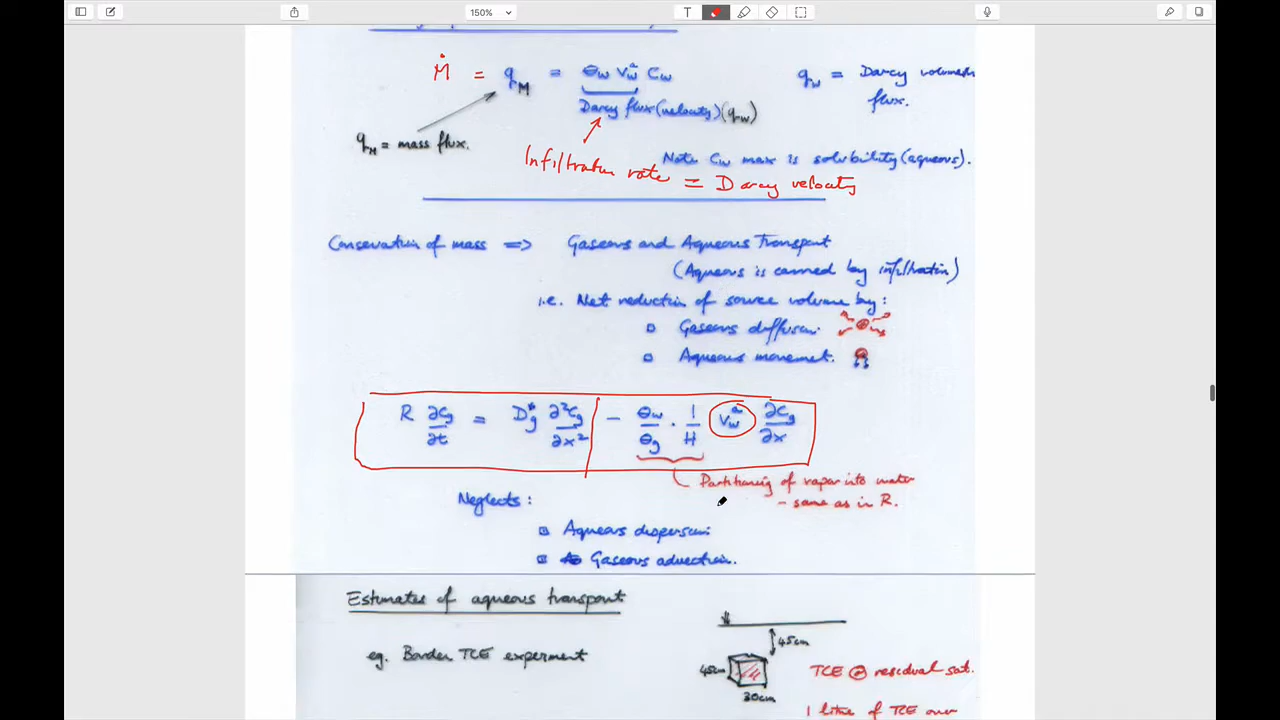 150%
T
Ṁ = q_M = θw Vw^a Cw
qw = Darcy volumetric flux.
Darcy flux (velocity) (qw)
q_M = mass flux.
Infiltration rate = Darcy velocity
Note Cw max is solubility (aqueous).
Conservation of mass ⇒ Gaseous and Aqueous Transport
(Aqueous is carried by infiltration)
i.e. Net reduction of source volume by:
▫ Gaseous diffusion.
▫ Aqueous movement.
R ∂Cg/∂t = Dg* ∂²Cg/∂x² - θw/θg · 1/H Vw^a ∂Cg/∂x
Partitioning of vapor into water
- same as in R.
Neglects:
▫ Aqueous dispersion.
▫ Gaseous advection.
Estimates of aqueous transport
eg. Borden TCE experiment
45cm
45cm
30cm
TCE @ residual sat.
1 litre of TCE over